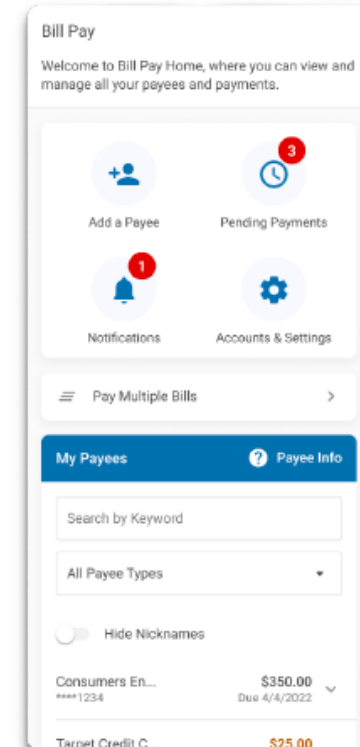 Bill Pay
Welcome to Bill Pay Home, where you can view and
manage all your payees and payments.
3
Add a Payee Pending Payments
1
Notifications Accounts & Settings
Pay Multiple Bills
My Payees Payee Info
Search by Keyword
All Payee Types
Hide Nicknames
Consumers En... $350.00
****1234 Due 4/4/2022
Target Credit C... $25.00